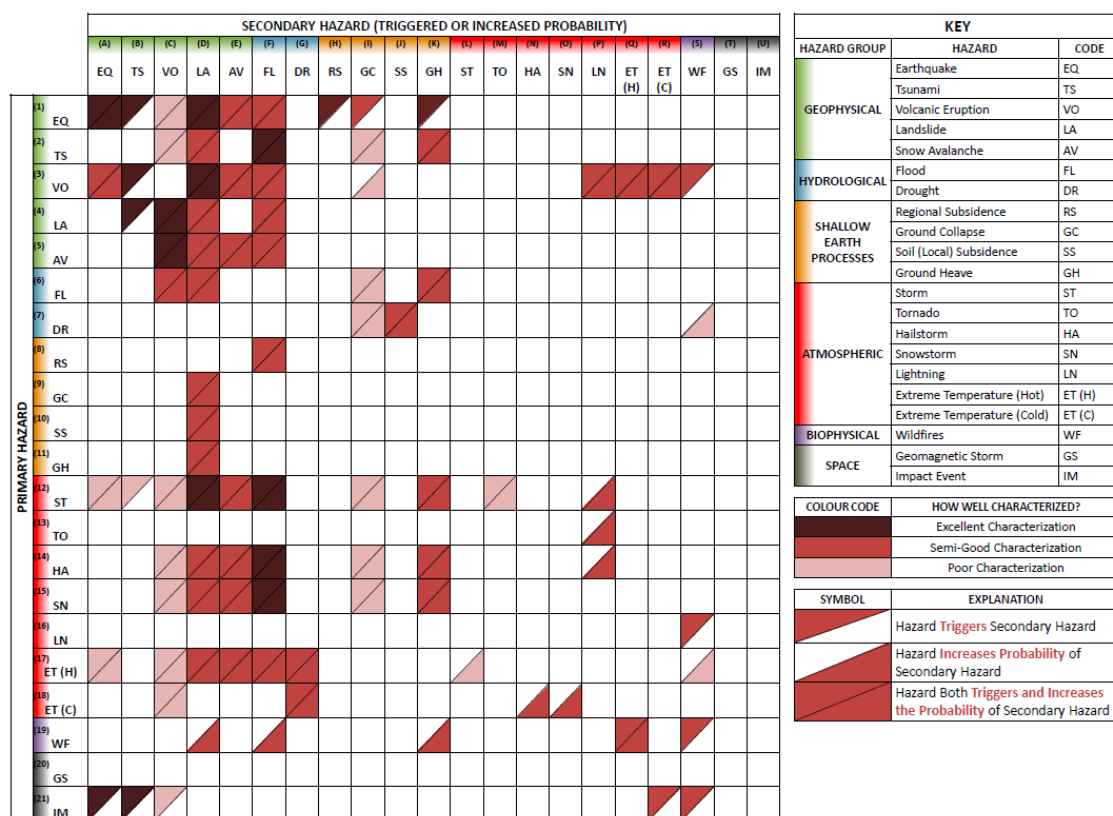 SECONDARY HAZARD (TRIGGERED OR INCREASED PROBABILITY)
(A) (B) (C) (D) (E) (F) (G) (H) (I) (J) (K) (L) (M) (N) (O) (P) (Q) (R) (S) (T) (U)
EQ TS VO LA AV FL DR RS GC SS GH ST TO HA SN LN ET (H) ET (C) WF GS IM
PRIMARY HAZARD
(1) EQ
(2) TS
(3) VO
(4) LA
(5) AV
(6) FL
(7) DR
(8) RS
(9) GC
(10) SS
(11) GH
(12) ST
(13) TO
(14) HA
(15) SN
(16) LN
(17) ET (H)
(18) ET (C)
(19) WF
(20) GS
(21) IM
KEY
HAZARD GROUP HAZARD CODE
GEOPHYSICAL
Earthquake EQ
Tsunami TS
Volcanic Eruption VO
Landslide LA
Snow Avalanche AV
HYDROLOGICAL
Flood FL
Drought DR
SHALLOW
EARTH
PROCESSES
Regional Subsidence RS
Ground Collapse GC
Soil (Local) Subsidence SS
Ground Heave GH
ATMOSPHERIC
Storm ST
Tornado TO
Hailstorm HA
Snowstorm SN
Lightning LN
Extreme Temperature (Hot) ET (H)
Extreme Temperature (Cold) ET (C)
BIOPHYSICAL
Wildfires WF
SPACE
Geomagnetic Storm GS
Impact Event IM
COLOUR CODE HOW WELL CHARACTERIZED?
Excellent Characterization
Semi-Good Characterization
Poor Characterization
SYMBOL EXPLANATION
Hazard Triggers Secondary Hazard
Hazard Increases Probability of
Secondary Hazard
Hazard Both Triggers and Increases
the Probability of Secondary Hazard